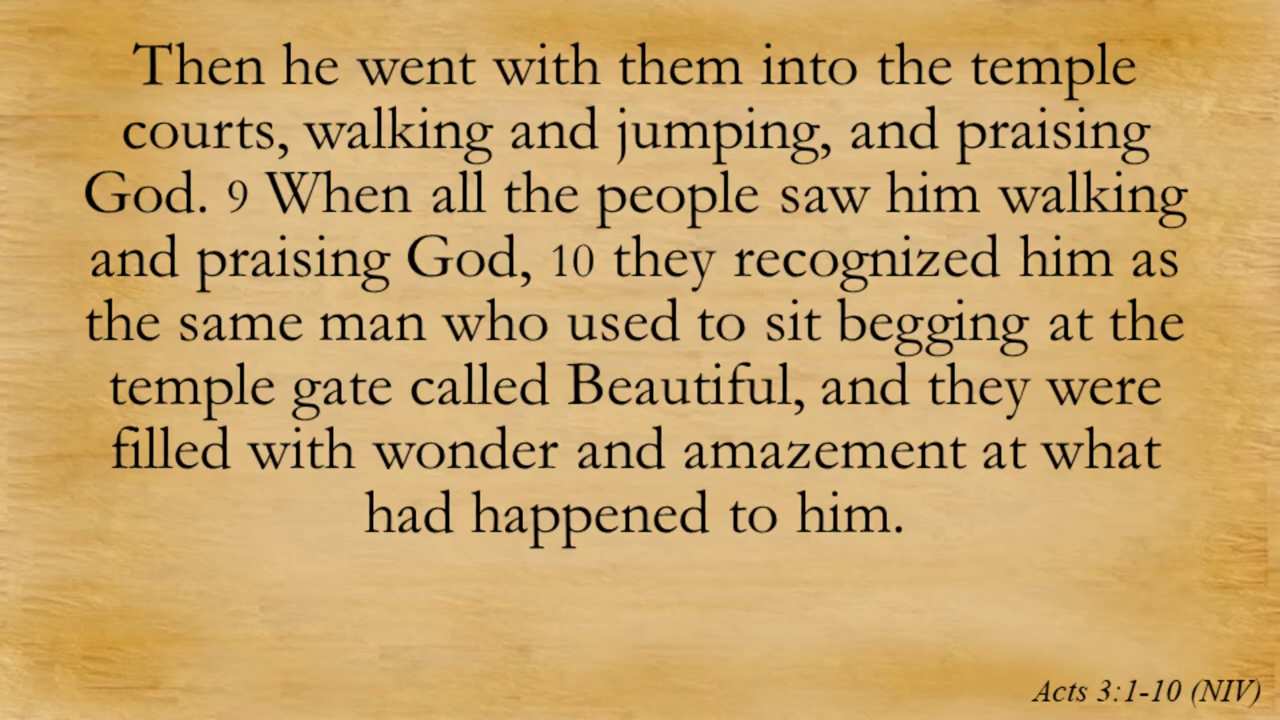 Then he went with them into the temple
courts, walking and jumping, and praising
God. 9 When all the people saw him walking
and praising God, 10 they recognized him as
the same man who used to sit begging at the
temple gate called Beautiful, and they were
filled with wonder and amazement at what
had happened to him.
Acts 3:1-10 (NIV)